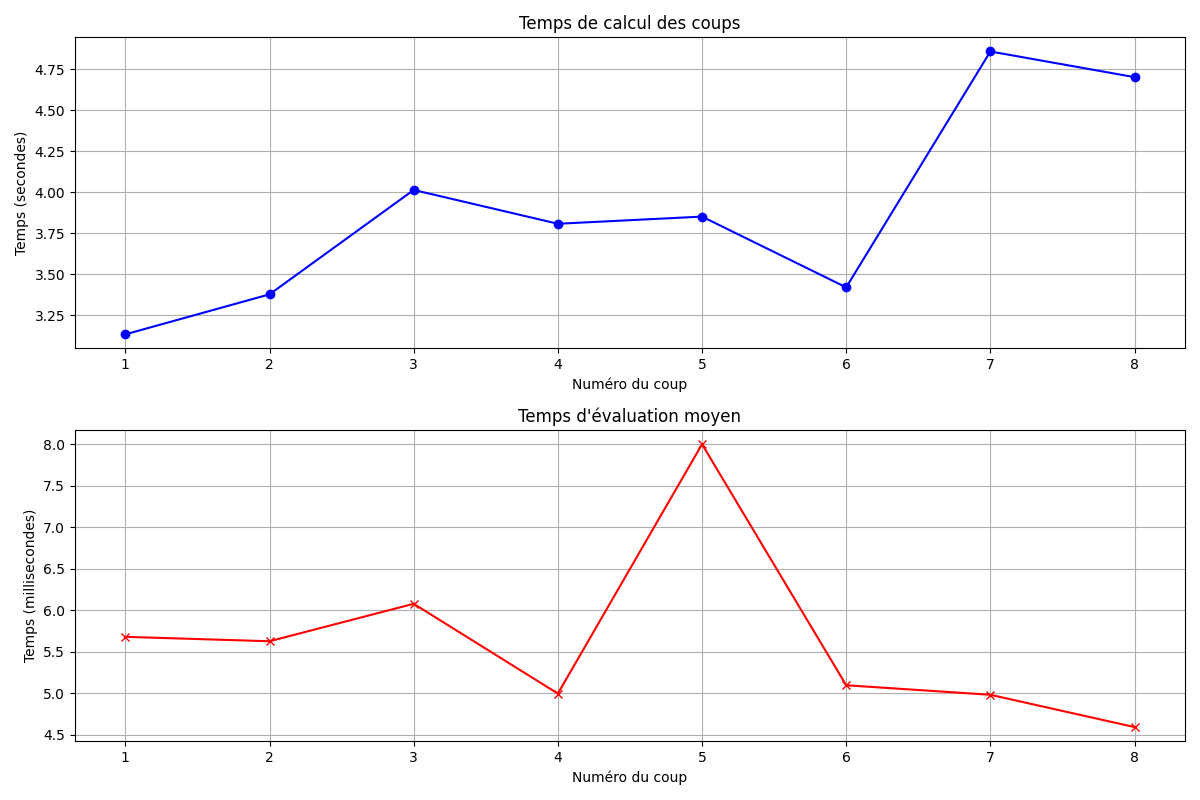 Temps de calcul des coups
Temps (secondes)
4.75
4.50
4.25
4.00
3.75
3.50
3.25
1 2 3 4 5 6 7 8
Numéro du coup
Temps d'évaluation moyen
Temps (millisecondes)
8.0
7.5
7.0
6.5
6.0
5.5
5.0
4.5
1 2 3 4 5 6 7 8
Numéro du coup